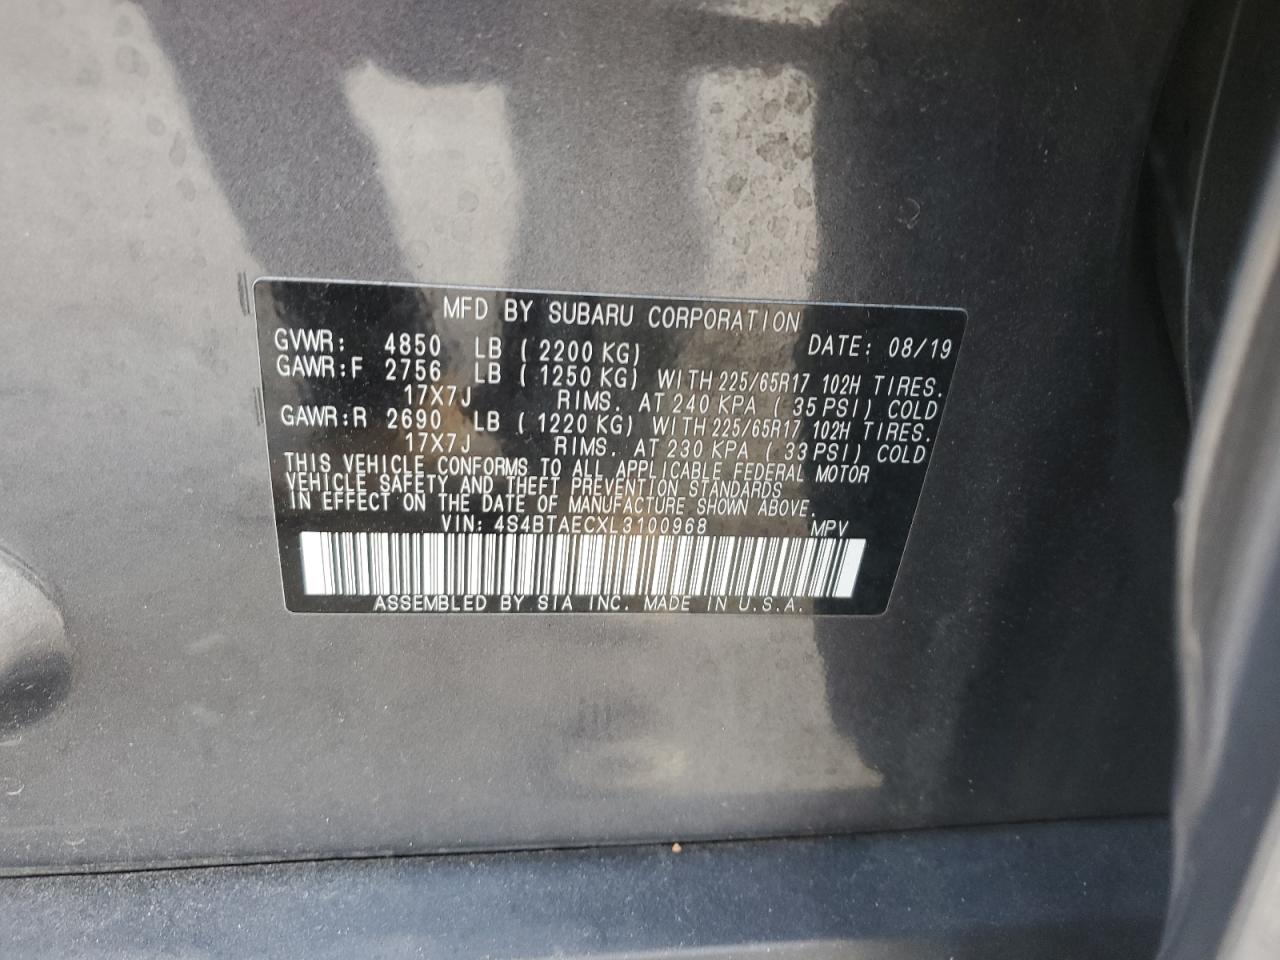 MFD BY SUBARU CORPORATION
GVWR: 4850 LB ( 2200 KG) DATE: 08/19
GAWR:F 2756 LB ( 1250 KG) WITH 225/65R17 102H TIRES.
17X7J RIMS. AT 240 KPA ( 35 PSI) COLD
GAWR:R 2690 LB ( 1220 KG) WITH 225/65R17 102H TIRES.
17X7J RIMS. AT 230 KPA ( 33 PSI) COLD
THIS VEHICLE CONFORMS TO ALL APPLICABLE FEDERAL MOTOR
VEHICLE SAFETY AND THEFT PREVENTION STANDARDS
IN EFFECT ON THE DATE OF MANUFACTURE SHOWN ABOVE.
VIN: 4S4BTAECXL3100968 MPV
ASSEMBLED BY SIA INC. MADE IN U.S.A.